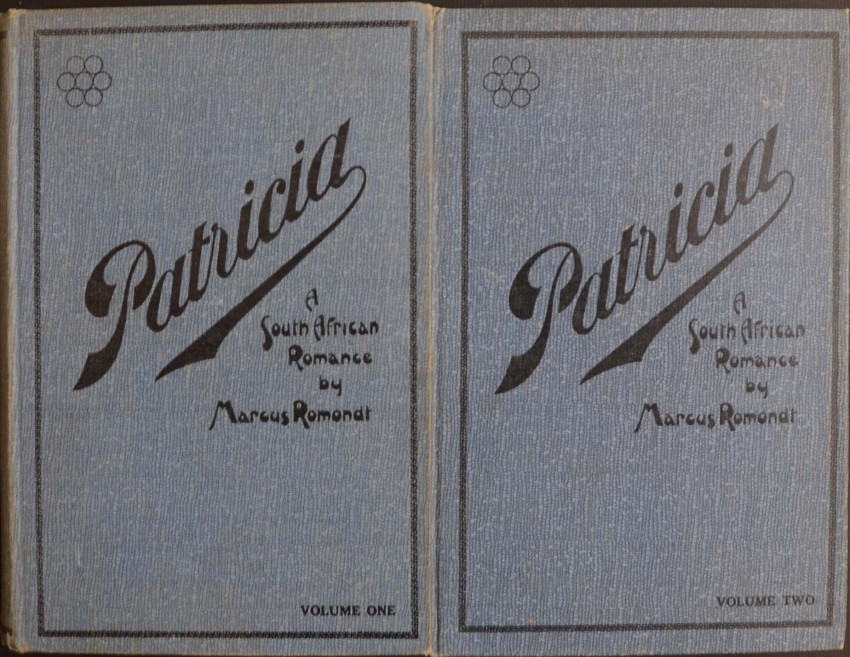 Patricia
A
South African
Romance
by
Marcus Romondt
VOLUME ONE
Patricia
A
South African
Romance
by
Marcus Romondt
VOLUME TWO